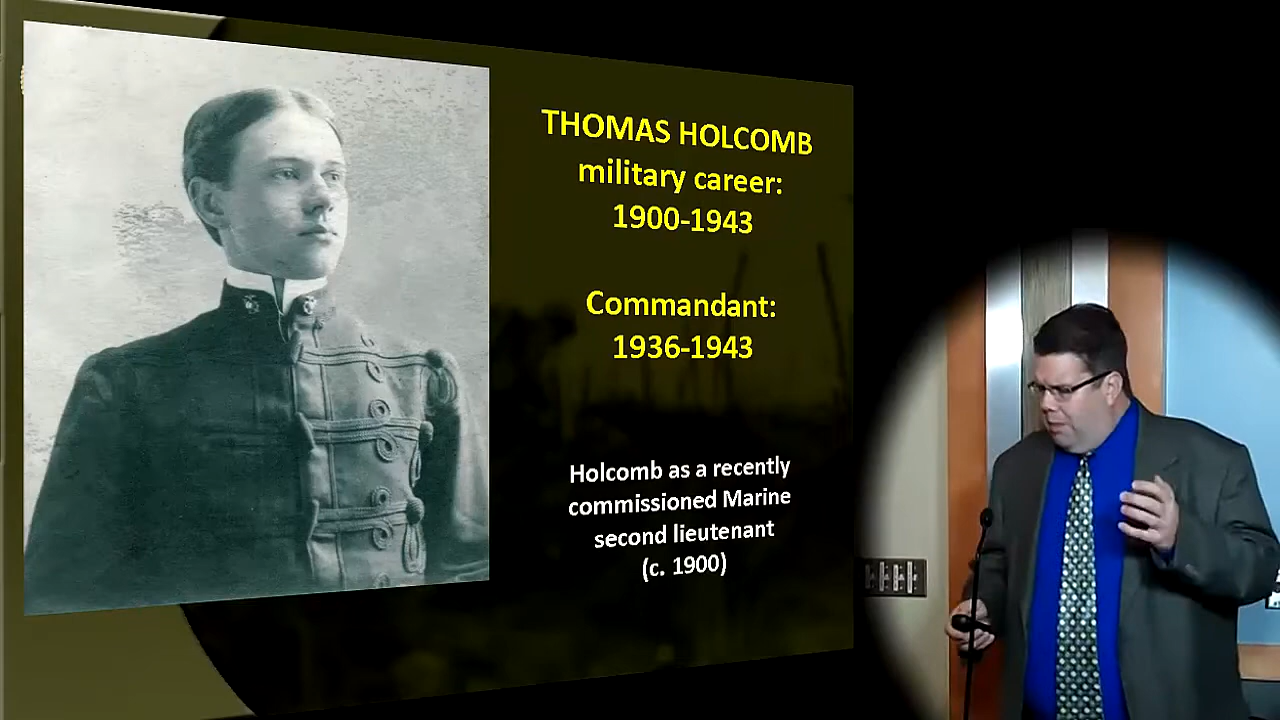 THOMAS HOLCOMB
military career:
1900-1943
Commandant:
1936-1943
Holcomb as a recently
commissioned Marine
second lieutenant
(c. 1900)